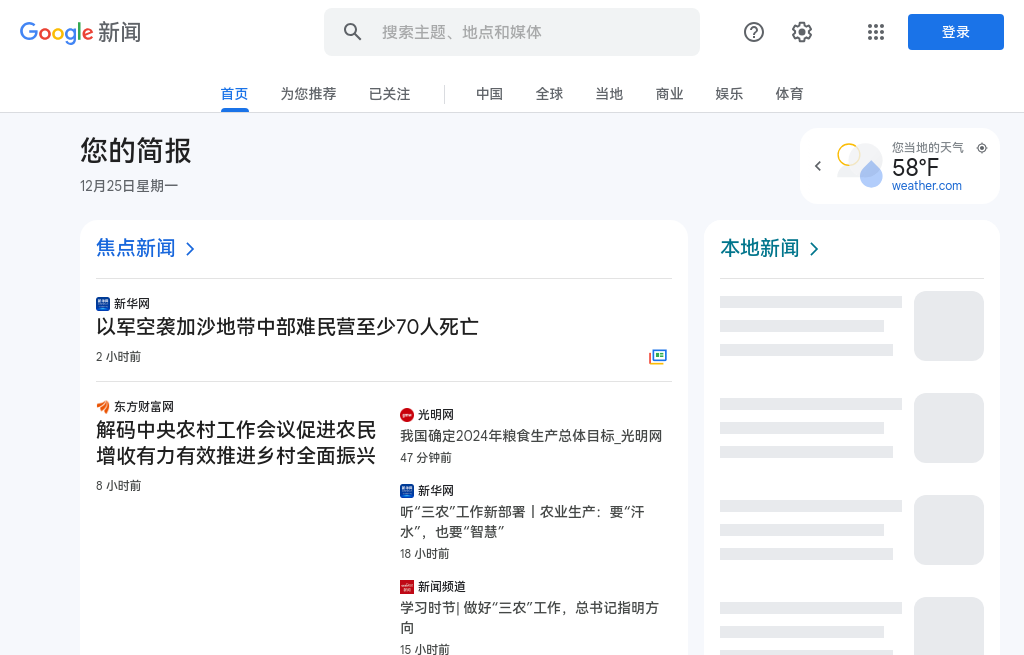 Google 新闻
搜索主题、地点和媒体
登录
首页
为您推荐
已关注
中国
全球
当地
商业
娱乐
体育
您的简报
12月25日星期一
您当地的天气
58°F
weather.com
焦点新闻
新华网
以军空袭加沙地带中部难民营至少70人死亡
2 小时前
东方财富网
解码中央农村工作会议促进农民
增收有力有效推进乡村全面振兴
8 小时前
光明网
我国确定2024年粮食生产总体目标_光明网
47 分钟前
新华网
听“三农”工作新部署丨农业生产：要“汗
水”，也要“智慧”
18 小时前
新闻频道
学习时节| 做好“三农”工作，总书记指明方
向
15 小时前
本地新闻